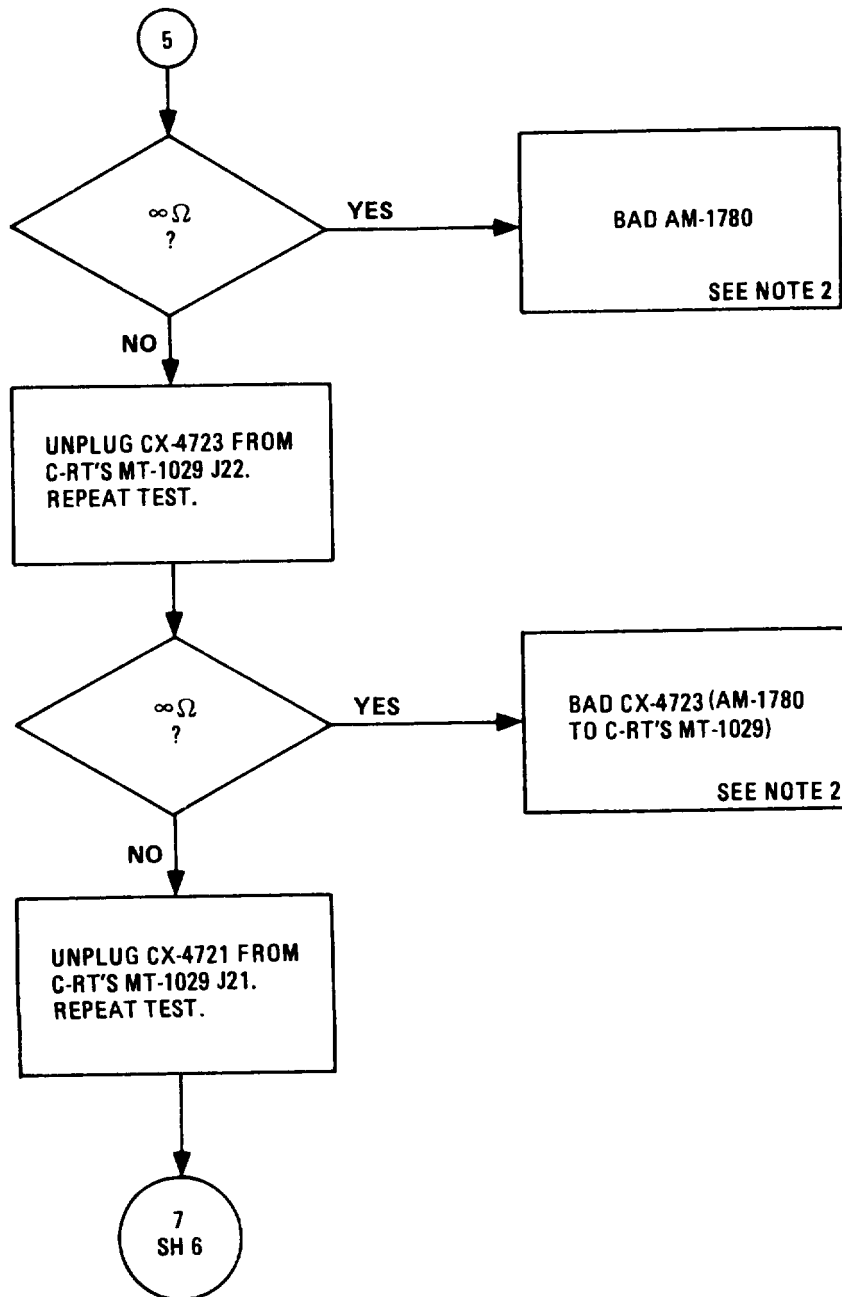 5
∞ Ω
?
YES
BAD AM-1780
SEE NOTE 2
NO
UNPLUG CX-4723 FROM
C-RT'S MT-1029 J22.
REPEAT TEST.
∞ Ω
?
YES
BAD CX-4723 (AM-1780
TO C-RT'S MT-1029)
SEE NOTE 2
NO
UNPLUG CX-4721 FROM
C-RT'S MT-1029 J21.
REPEAT TEST.
7
SH 6